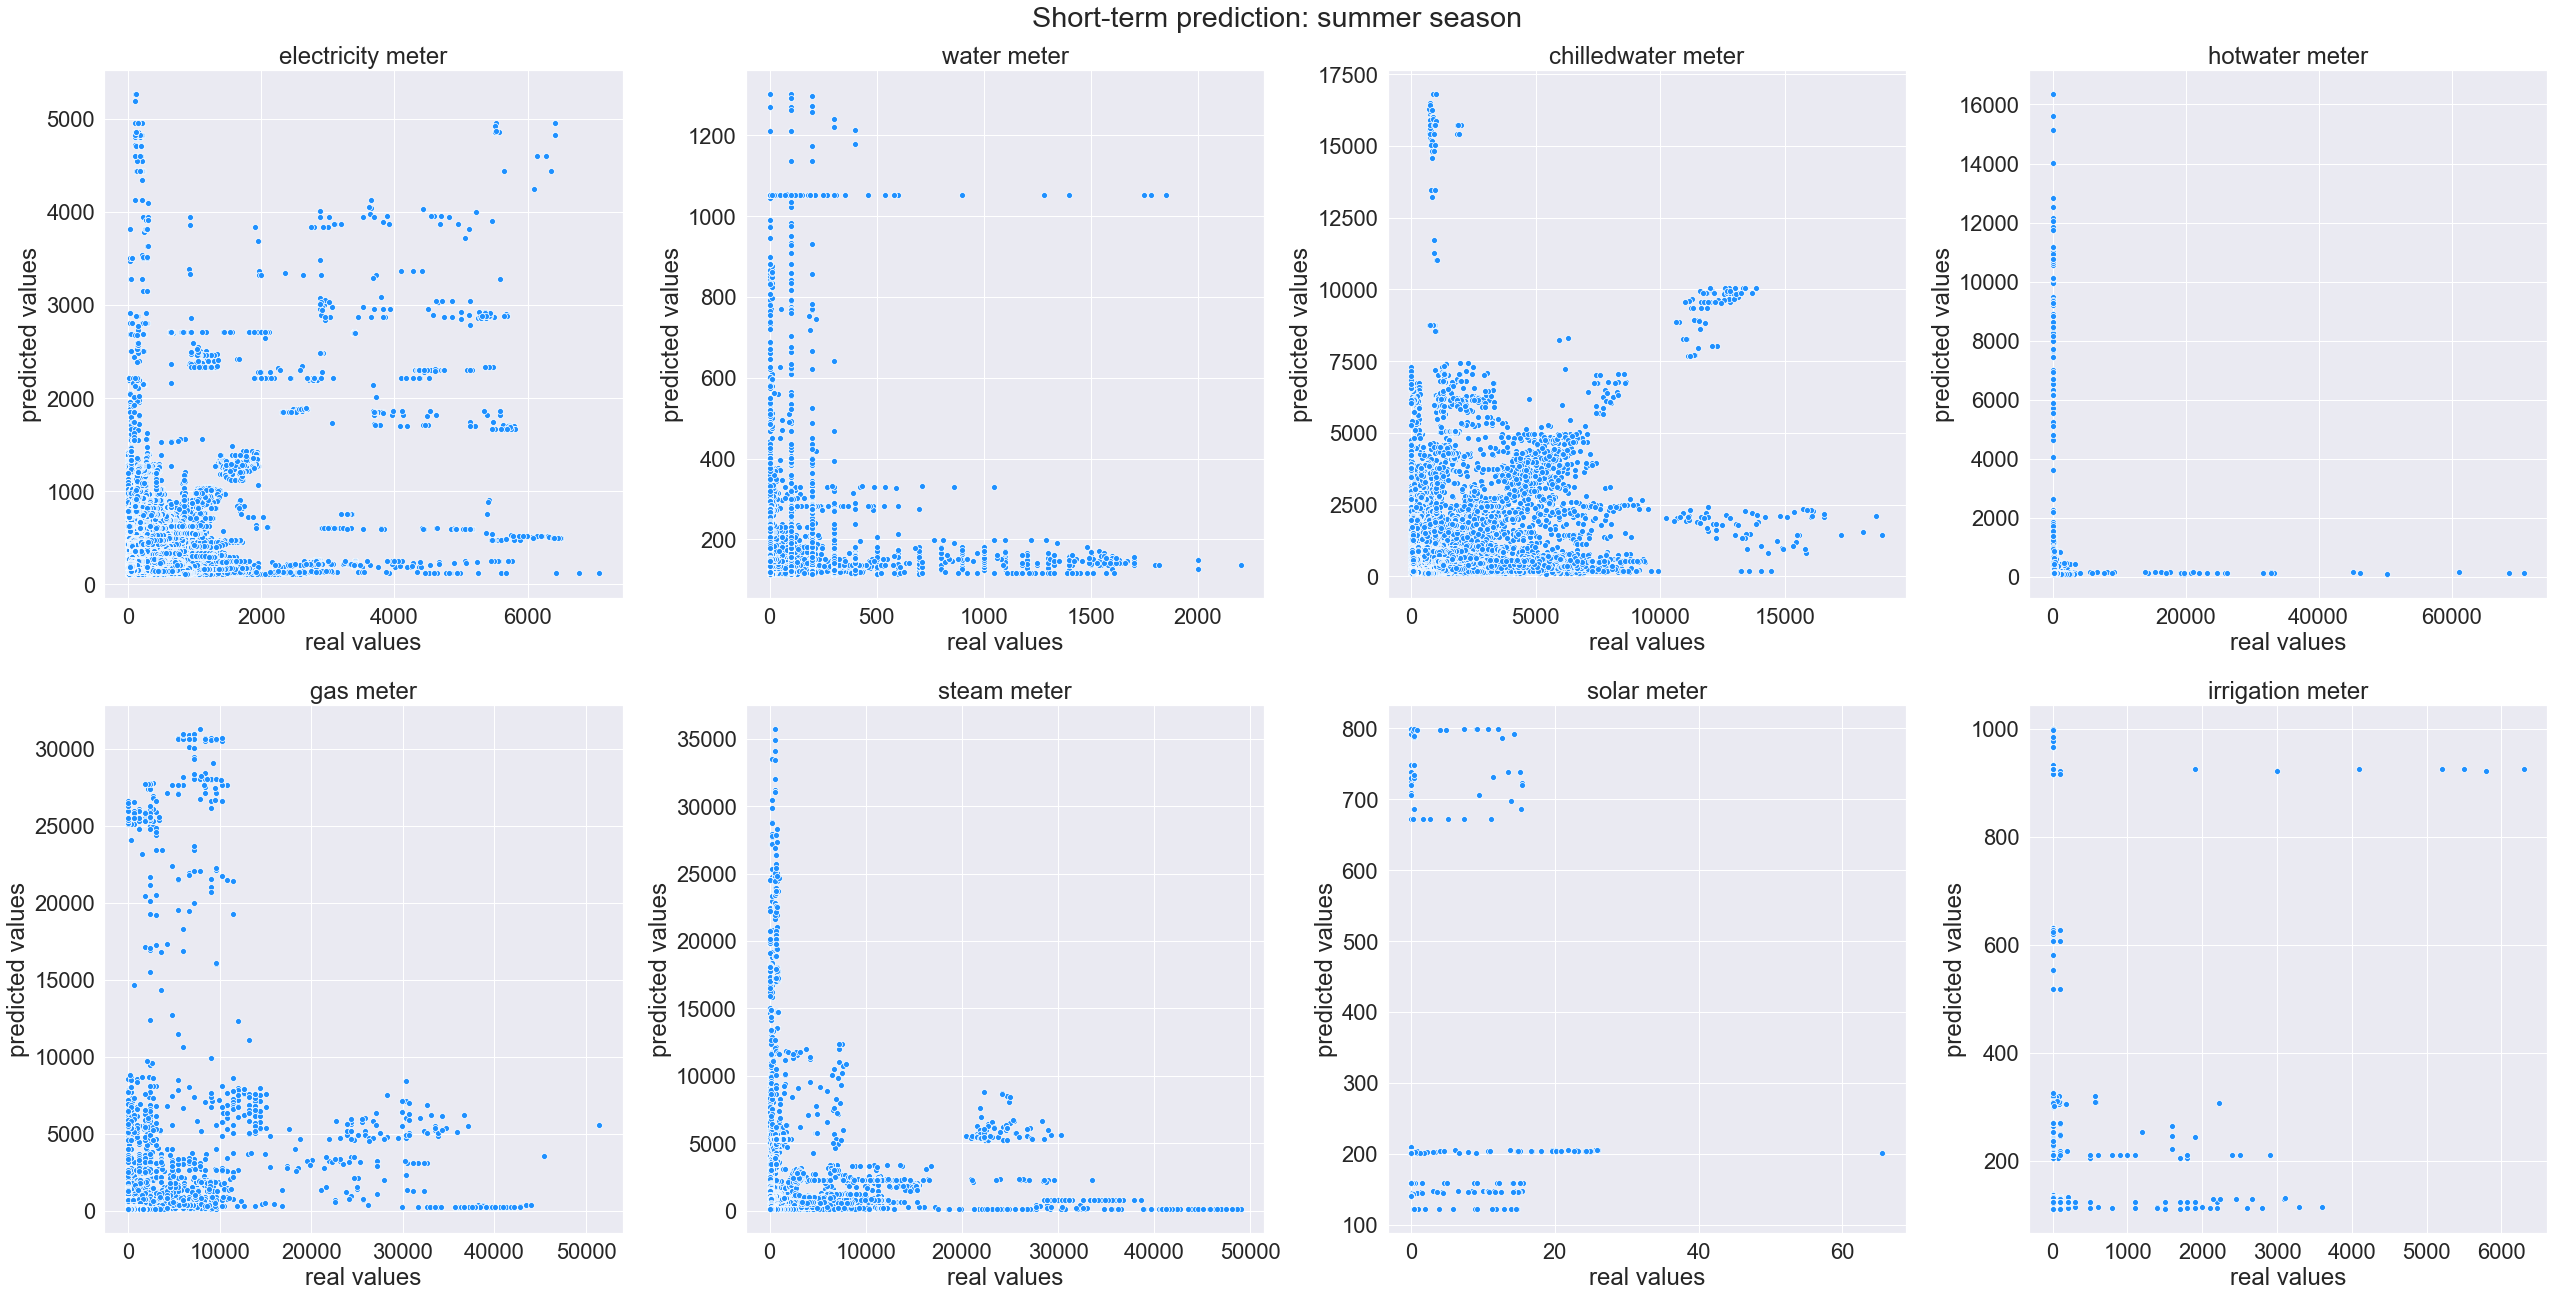 Short-term prediction: summer season
electricity meter
water meter
chilledwater meter
hotwater meter
predicted values
5000
4000
3000
2000
1000
0
0 2000 4000 6000
real values
predicted values
1200
1000
800
600
400
200
0 500 1000 1500 2000
real values
predicted values
17500
15000
12500
10000
7500
5000
2500
0
0 5000 10000 15000
real values
predicted values
16000
14000
12000
10000
8000
6000
4000
2000
0
0 20000 40000 60000
real values
gas meter
steam meter
solar meter
irrigation meter
predicted values
30000
25000
20000
15000
10000
5000
0
0 10000 20000 30000 40000 50000
real values
predicted values
35000
30000
25000
20000
15000
10000
5000
0
0 10000 20000 30000 40000 50000
real values
predicted values
800
700
600
500
400
300
200
100
0 20 40 60
real values
predicted values
1000
800
600
400
200
0 1000 2000 3000 4000 5000 6000
real values